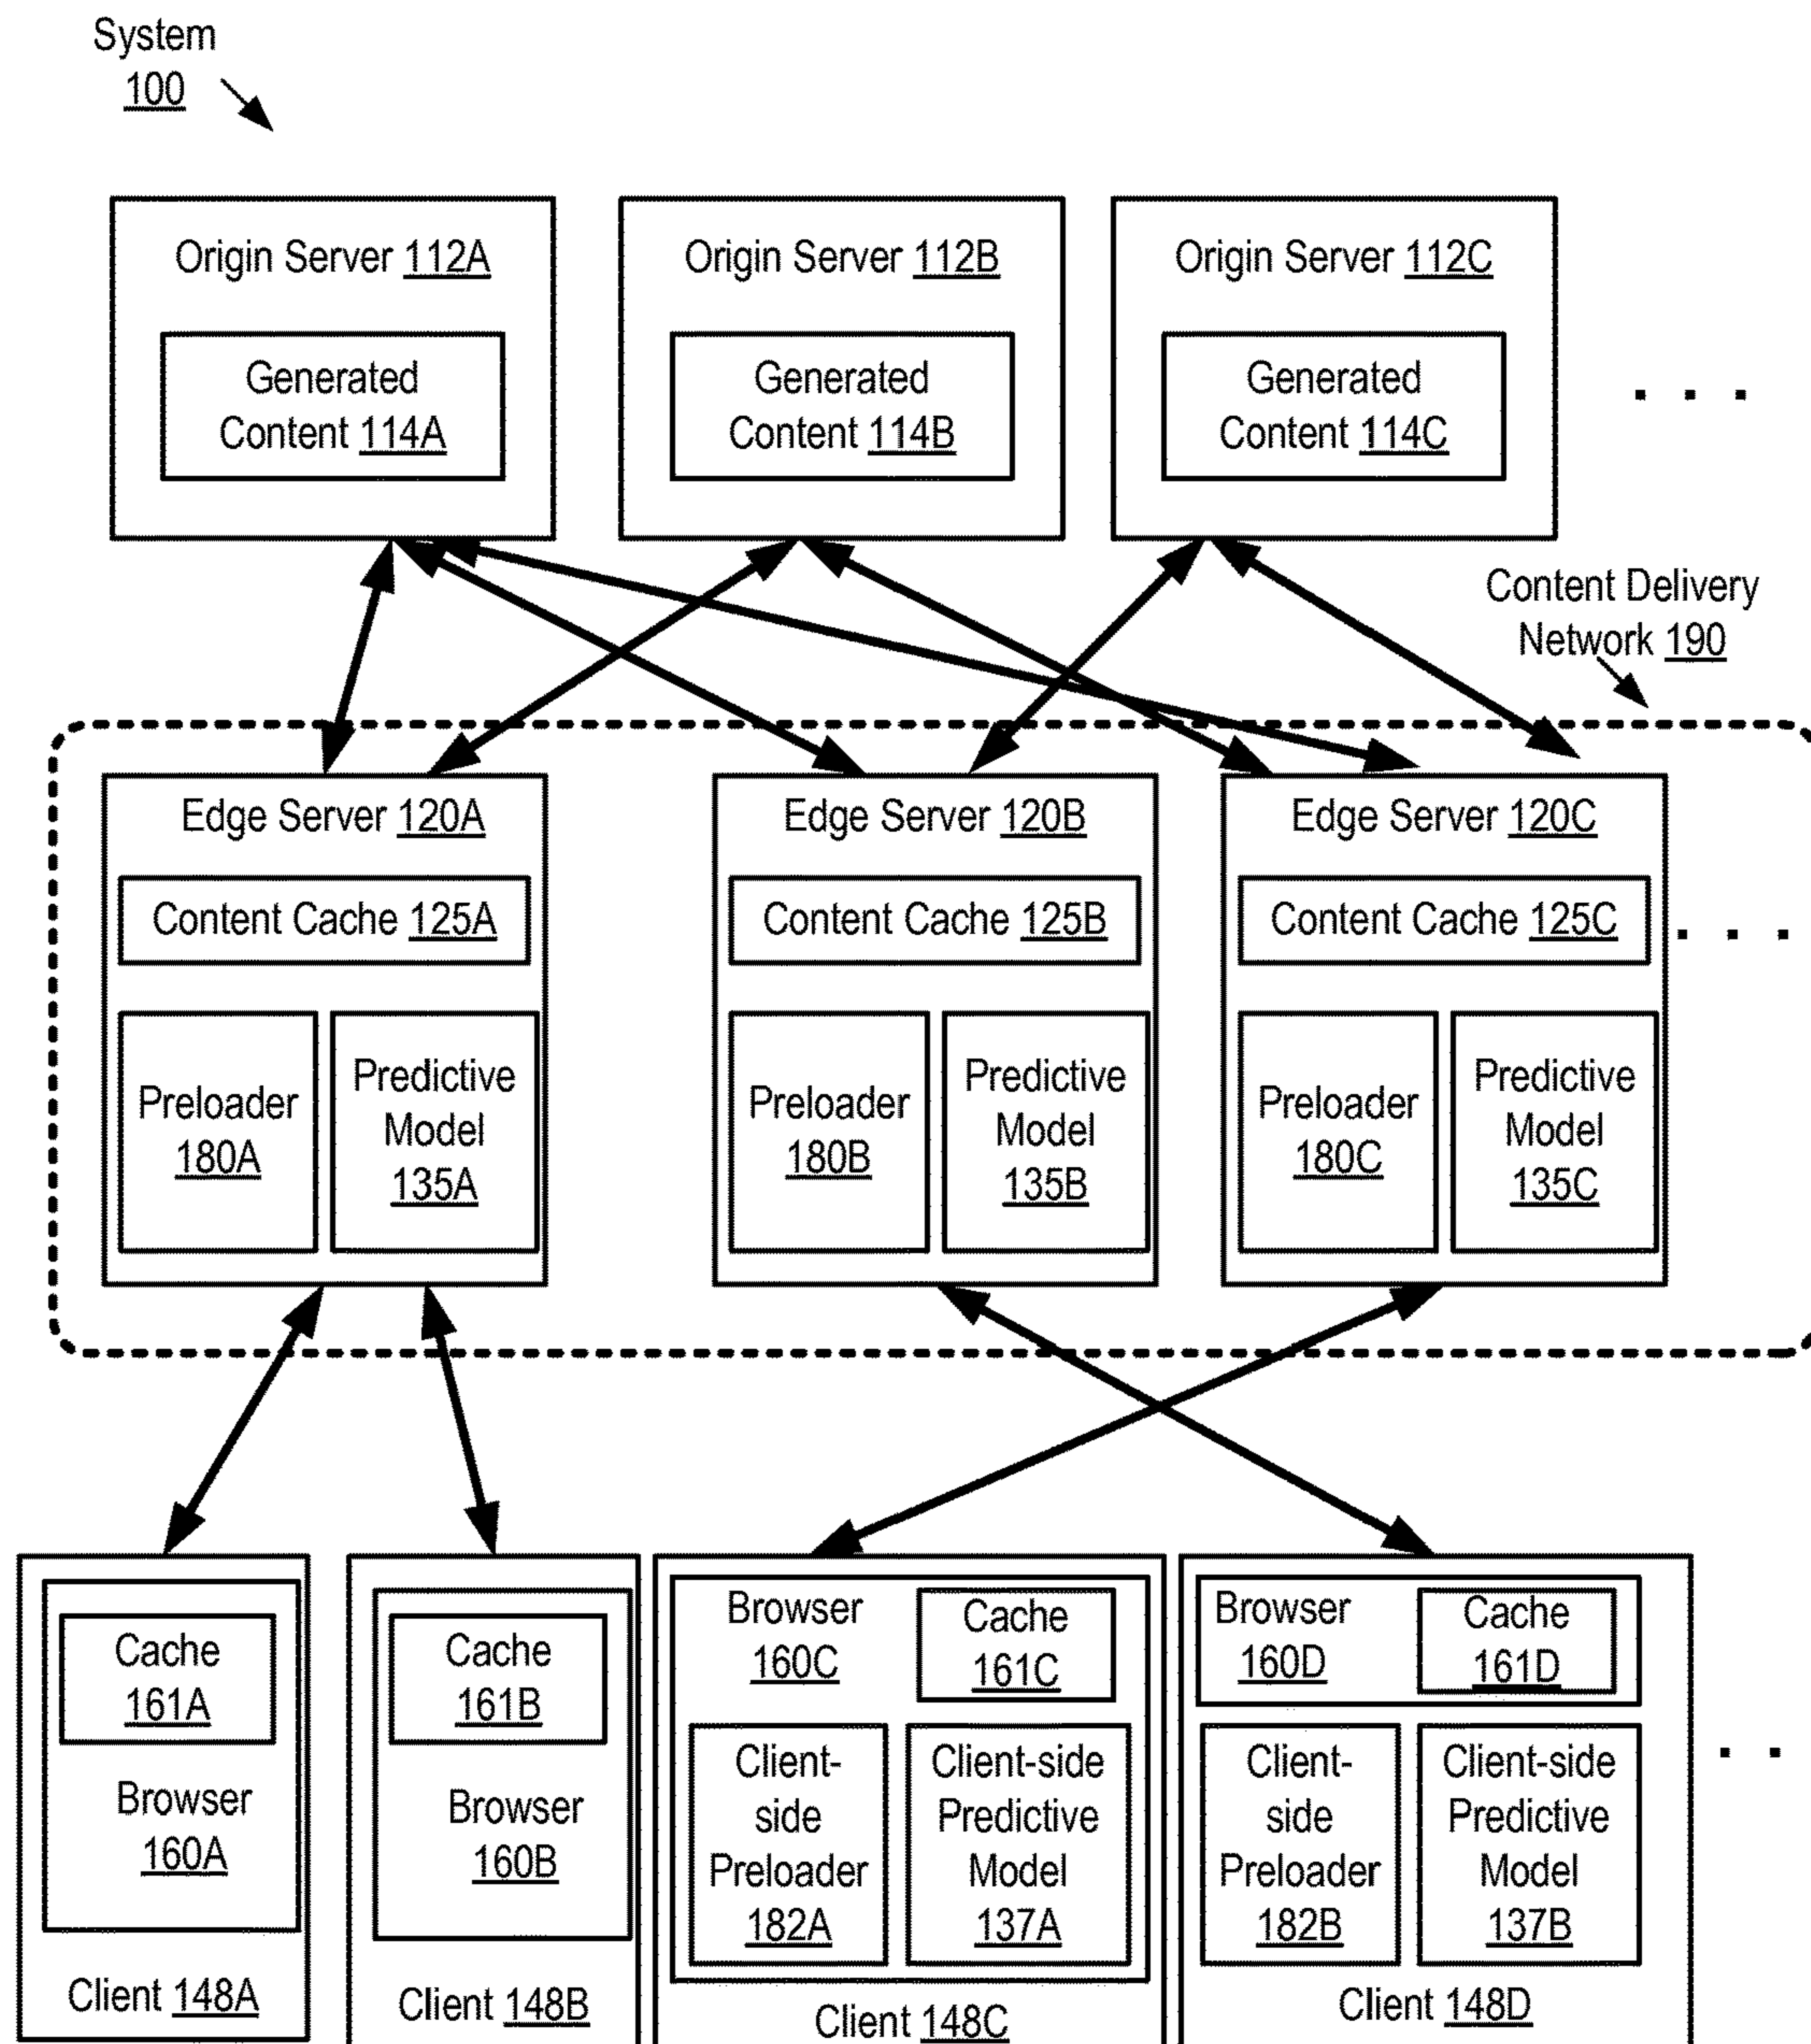 System
100
Origin Server 112A
Generated
Content 114A
Origin Server 112B
Generated
Content 114B
Origin Server 112C
Generated
Content 114C
. . .
Content Delivery
Network 190
Edge Server 120A
Content Cache 125A
Preloader
180A
Predictive
Model
135A
Edge Server 120B
Content Cache 125B
Preloader
180B
Predictive
Model
135B
Edge Server 120C
Content Cache 125C
Preloader
180C
Predictive
Model
135C
. . .
Cache
161A
Browser
160A
Client 148A
Cache
161B
Browser
160B
Client 148B
Browser
160C
Cache
161C
Client-
side
Preloader
182A
Client-side
Predictive
Model
137A
Client 148C
Browser
160D
Cache
161D
Client-
side
Preloader
182B
Client-side
Predictive
Model
137B
Client 148D
. .